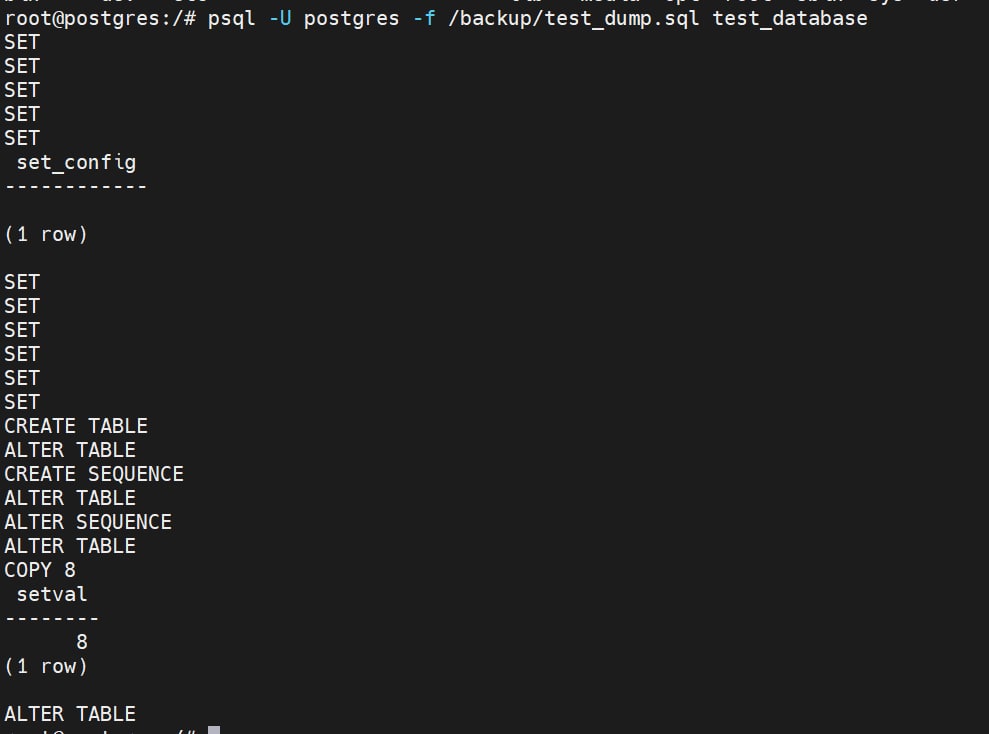 root@postgres:/# psql -U postgres -f /backup/test_dump.sql test_database
SET
SET
SET
SET
SET
 set_config
------------

(1 row)

SET
SET
SET
SET
SET
SET
CREATE TABLE
ALTER TABLE
CREATE SEQUENCE
ALTER TABLE
ALTER SEQUENCE
ALTER TABLE
COPY 8
 setval
--------
      8
(1 row)

ALTER TABLE